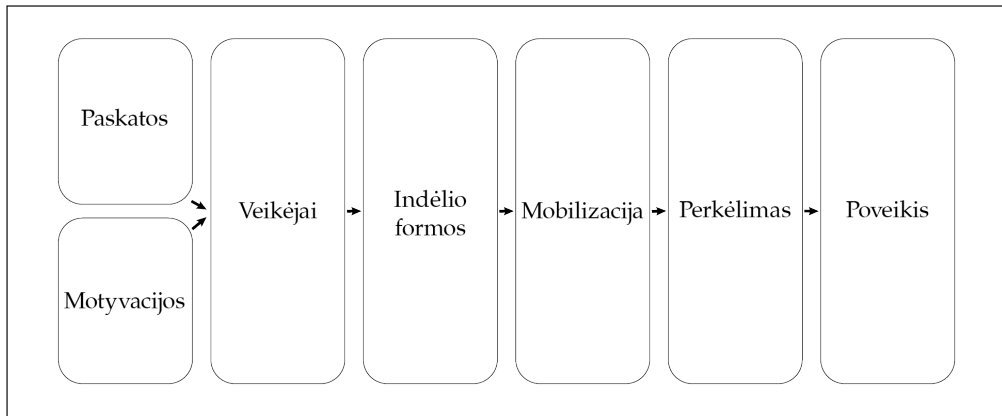 Paskatos
Motyvacijos
Veikėjai
Indėlio
formos
Mobilizacija
Perkėlimas
Poveikis